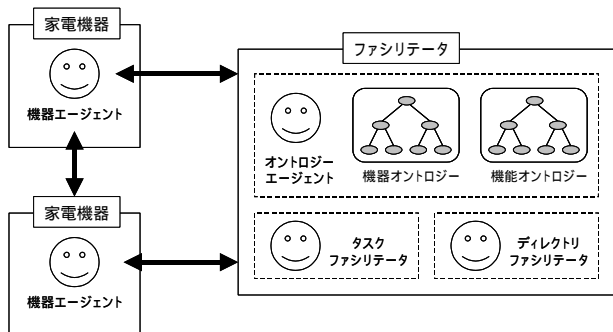 家電機器
機器エージェント
家電機器
機器エージェント
ファシリテータ
オントロジー
エージェント
機器オントロジー
機能オントロジー
タスク
ファシリテータ
ディレクトリ
ファシリテータ